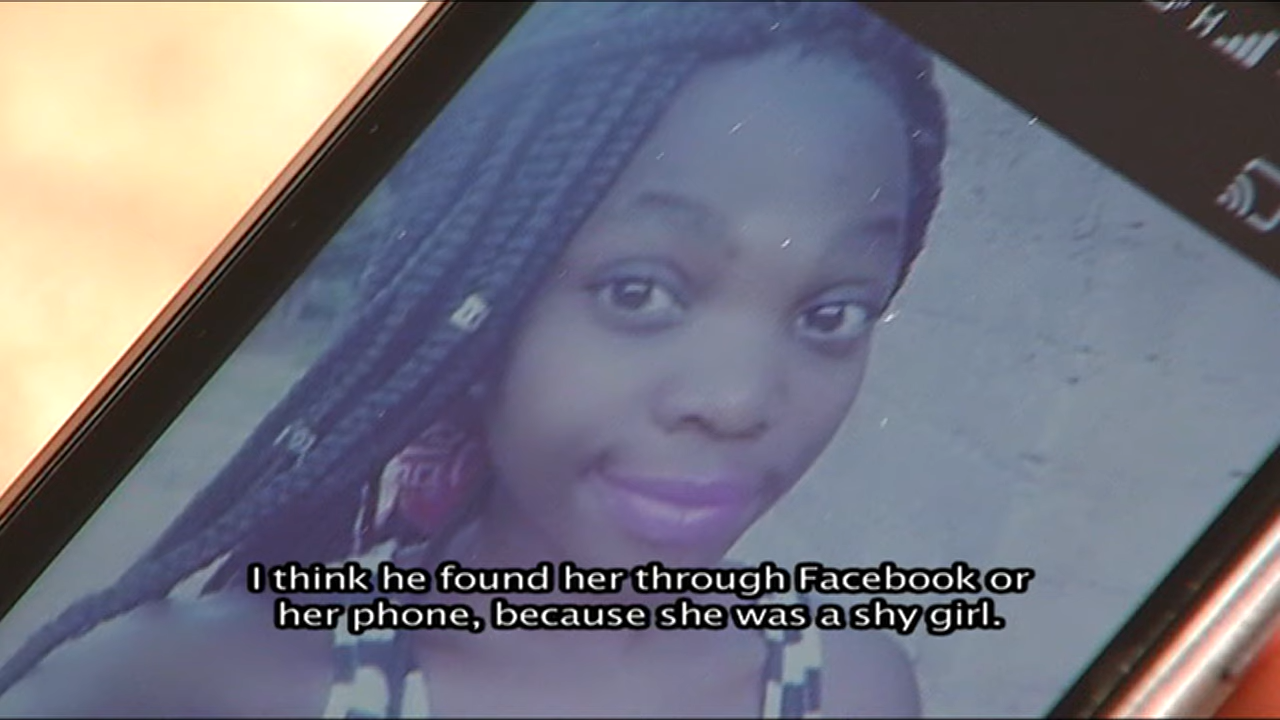 H
I think he found her through Facebook or
her phone, because she was a shy girl.